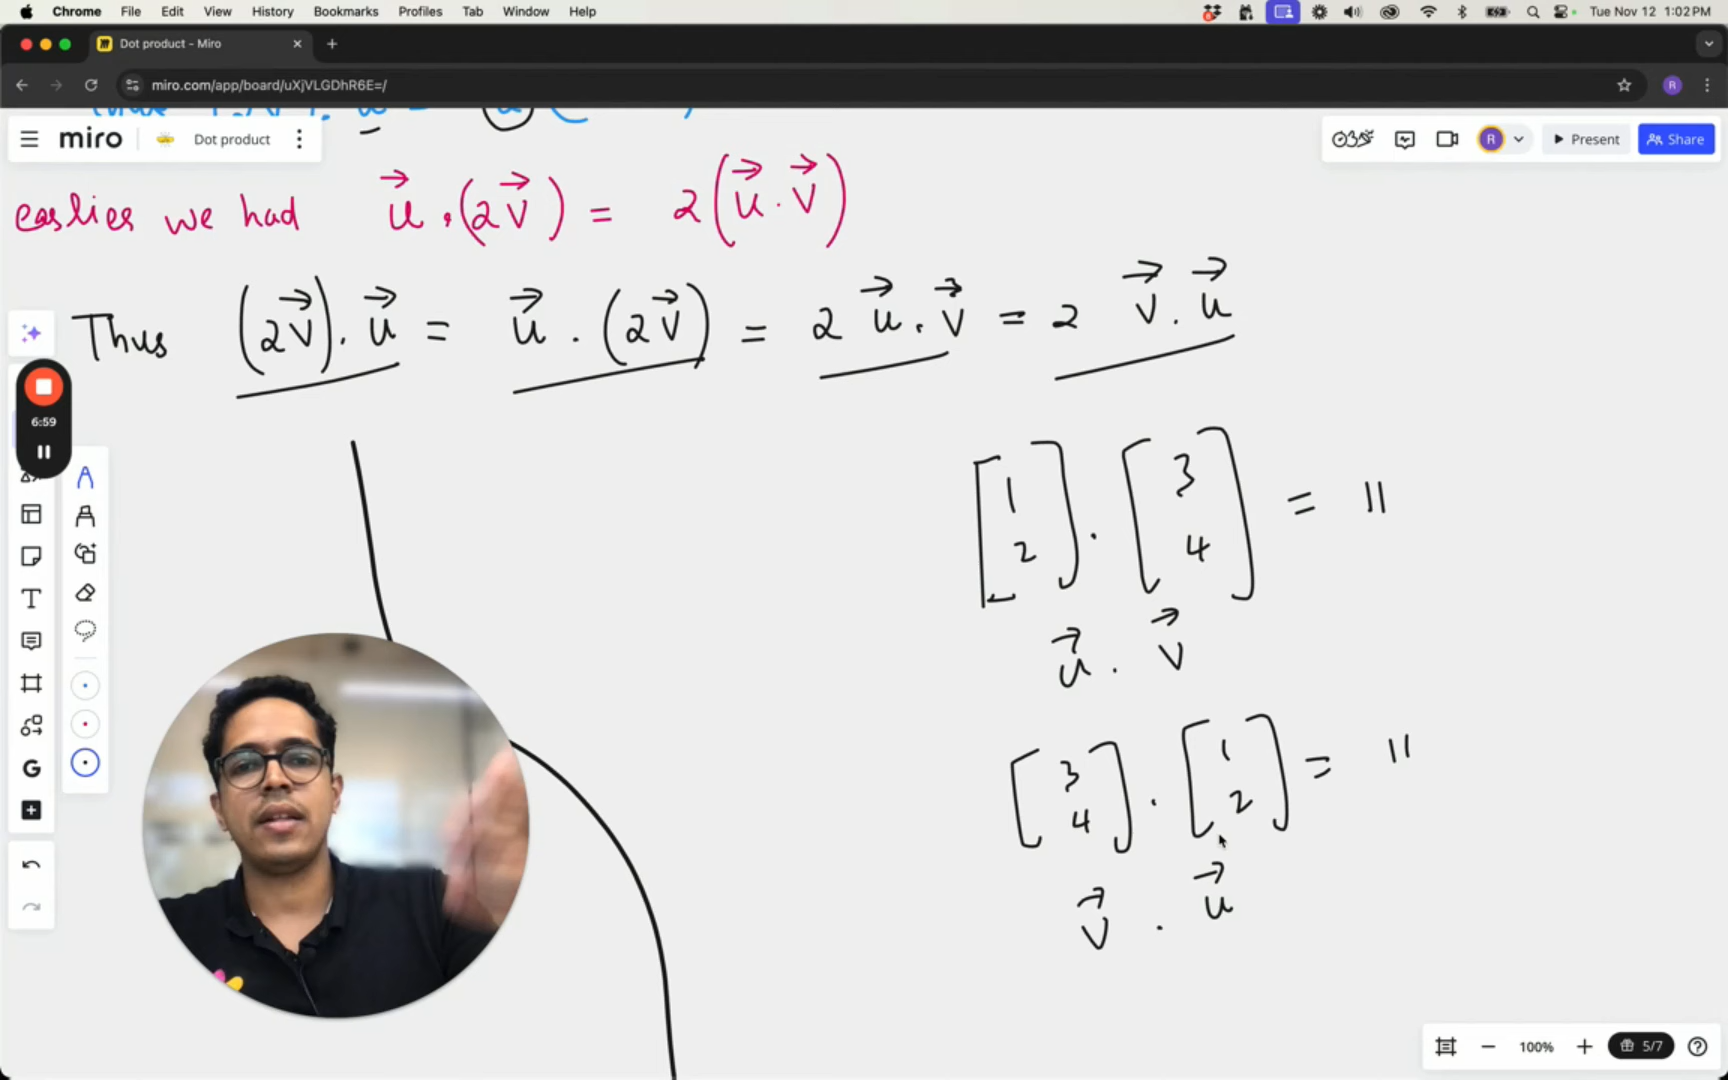 Chrome File Edit View History Bookmarks Profiles Tab Window Help Tue Nov 12 1:02 PM
Dot product - Miro
miro.com/app/board/uXjVLGDhR6E=/ R
miro Dot product R Present Share
earlier we had u⃗ · (2v⃗) = 2(u⃗ · v⃗)
Thus (2v⃗) · u⃗ = u⃗ · (2v⃗) = 2 u⃗ · v⃗ = 2 v⃗ · u⃗
6:59
[1 2] · [3 4] = 11
u⃗ · v⃗
[3 4] · [1 2] = 11
v⃗ · u⃗
100% 5/7